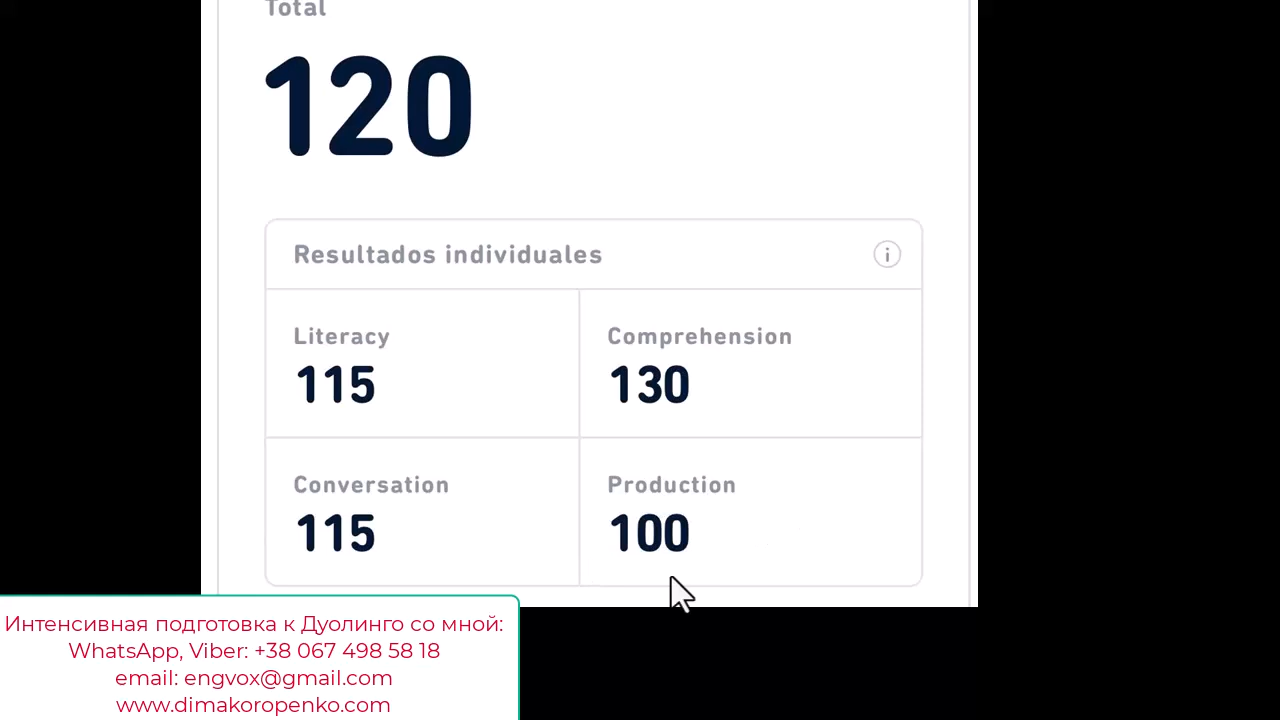 Total
120
Resultados individuales
Literacy
115
Comprehension
130
Conversation
115
Production
100
Интенсивная подготовка к Дуолинго со мной:
WhatsApp, Viber: +38 067 498 58 18
email: engvox@gmail.com
www.dimakoropenko.com